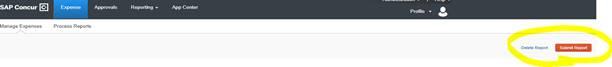 SAP Concur C Expense Approvals Reporting App Center
Profile
Manage Expenses Process Reports
Delete Report Submit Report